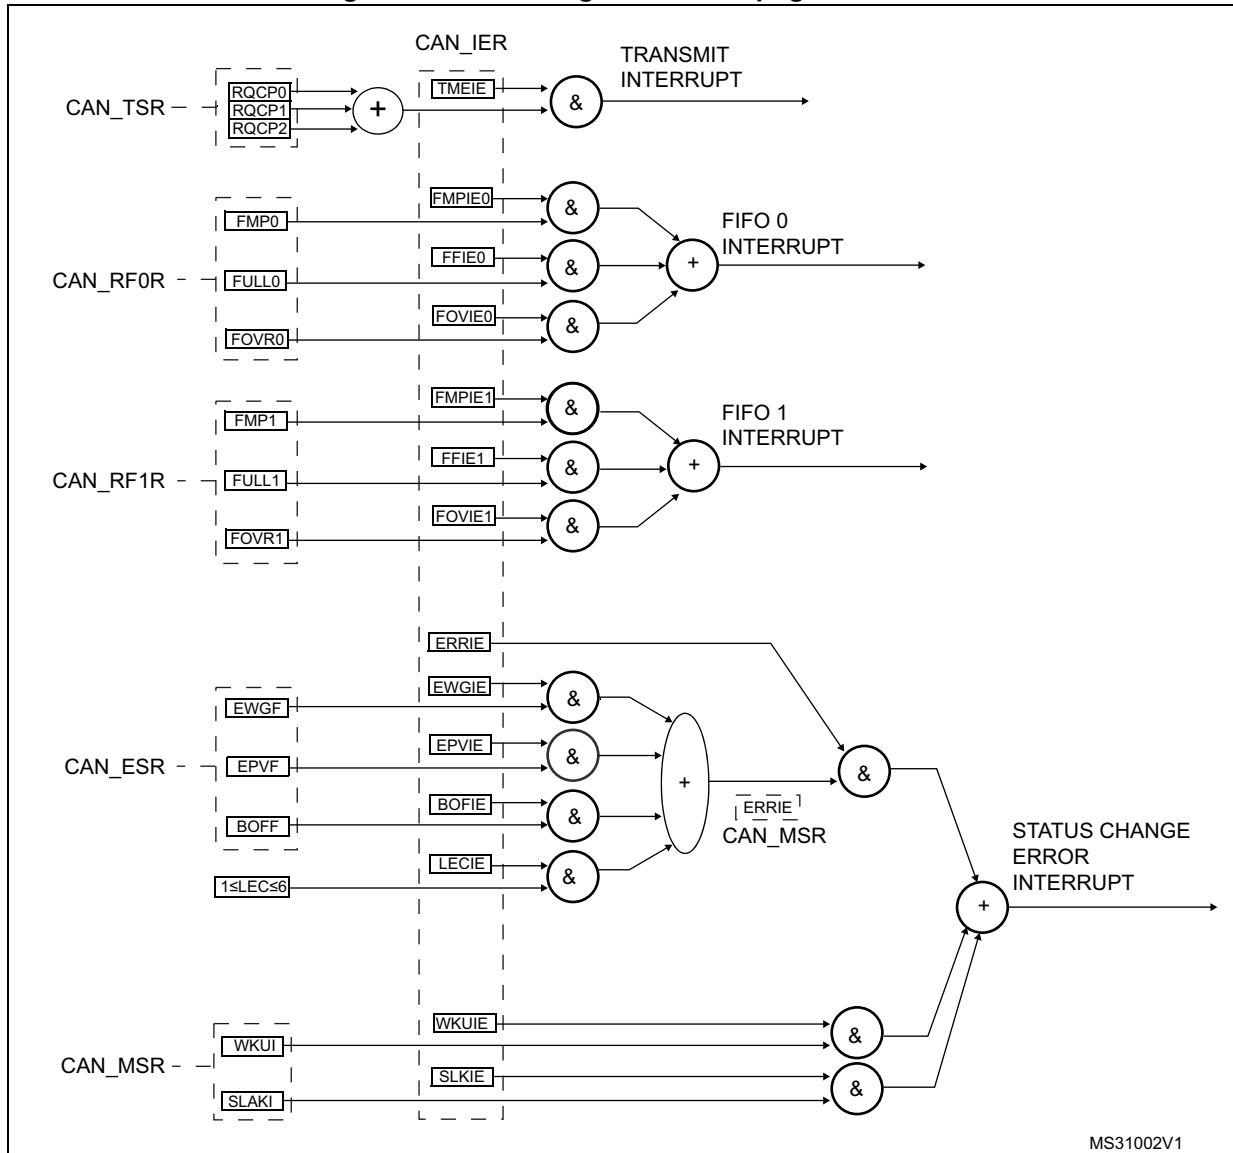 CAN_IER
TRANSMIT
INTERRUPT
CAN_TSR
RQCP0
RQCP1
RQCP2
+
TMEIE
&
FMPIE0
&
FMP0
FIFO 0
INTERRUPT
FFIE0
&
+
CAN_RF0R
FULL0
FOVIE0
&
FOVR0
FMPIE1
&
FMP1
FIFO 1
INTERRUPT
FFIE1
&
+
CAN_RF1R
FULL1
FOVIE1
&
FOVR1
ERRIE
EWGIE
&
EWGF
EPVIE
&
CAN_ESR
EPVF
+
&
BOFIE
&
ERRIE
CAN_MSR
BOFF
LECIE
&
1≤LEC≤6
STATUS CHANGE
ERROR
INTERRUPT
+
WKUIE
&
WKUI
CAN_MSR
SLKIE
&
SLAKI
MS31002V1